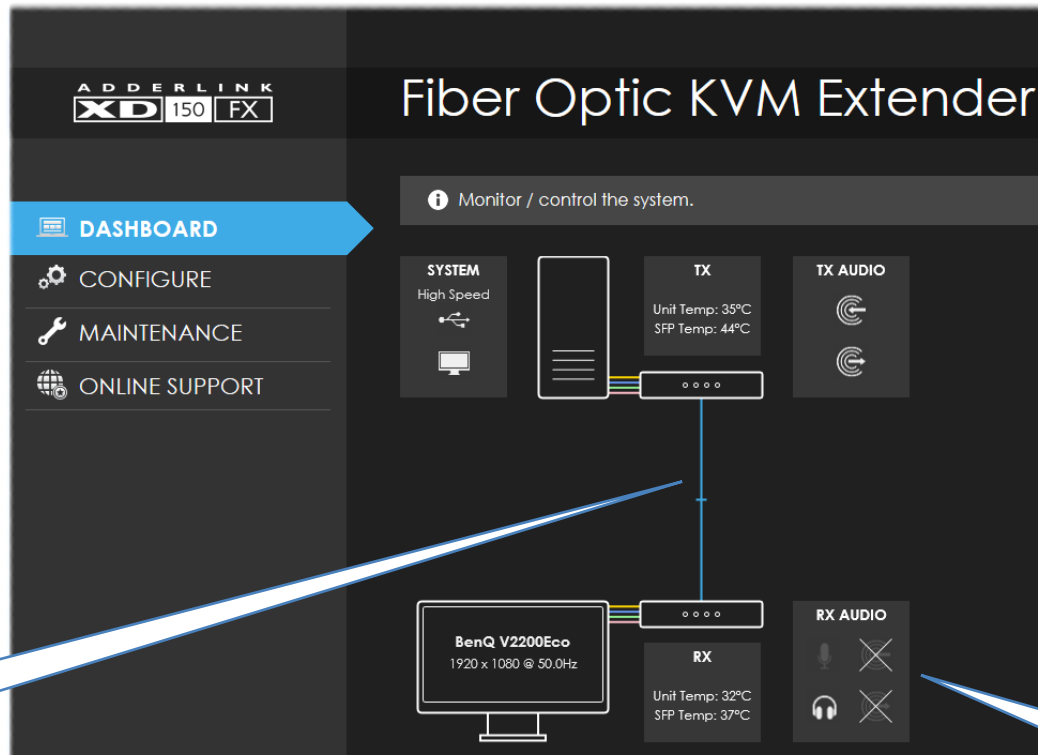 ADDERLINK
XD 150 FX
Fiber Optic KVM Extender
Monitor / control the system.
DASHBOARD
CONFIGURE
MAINTENANCE
ONLINE SUPPORT
SYSTEM
High Speed
TX
Unit Temp: 35°C
SFP Temp: 44°C
TX AUDIO
BenQ V2200Eco
1920 x 1080 @ 50.0Hz
RX
Unit Temp: 32°C
SFP Temp: 37°C
RX AUDIO